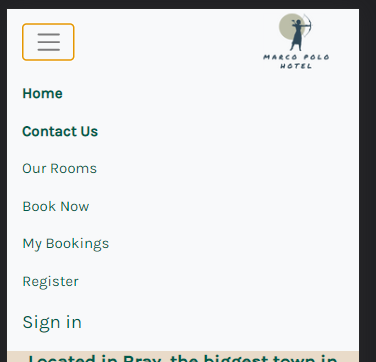 MARCO POLO
HOTEL
Home
Contact Us
Our Rooms
Book Now
My Bookings
Register
Sign in
Located in Bray, the biggest town in